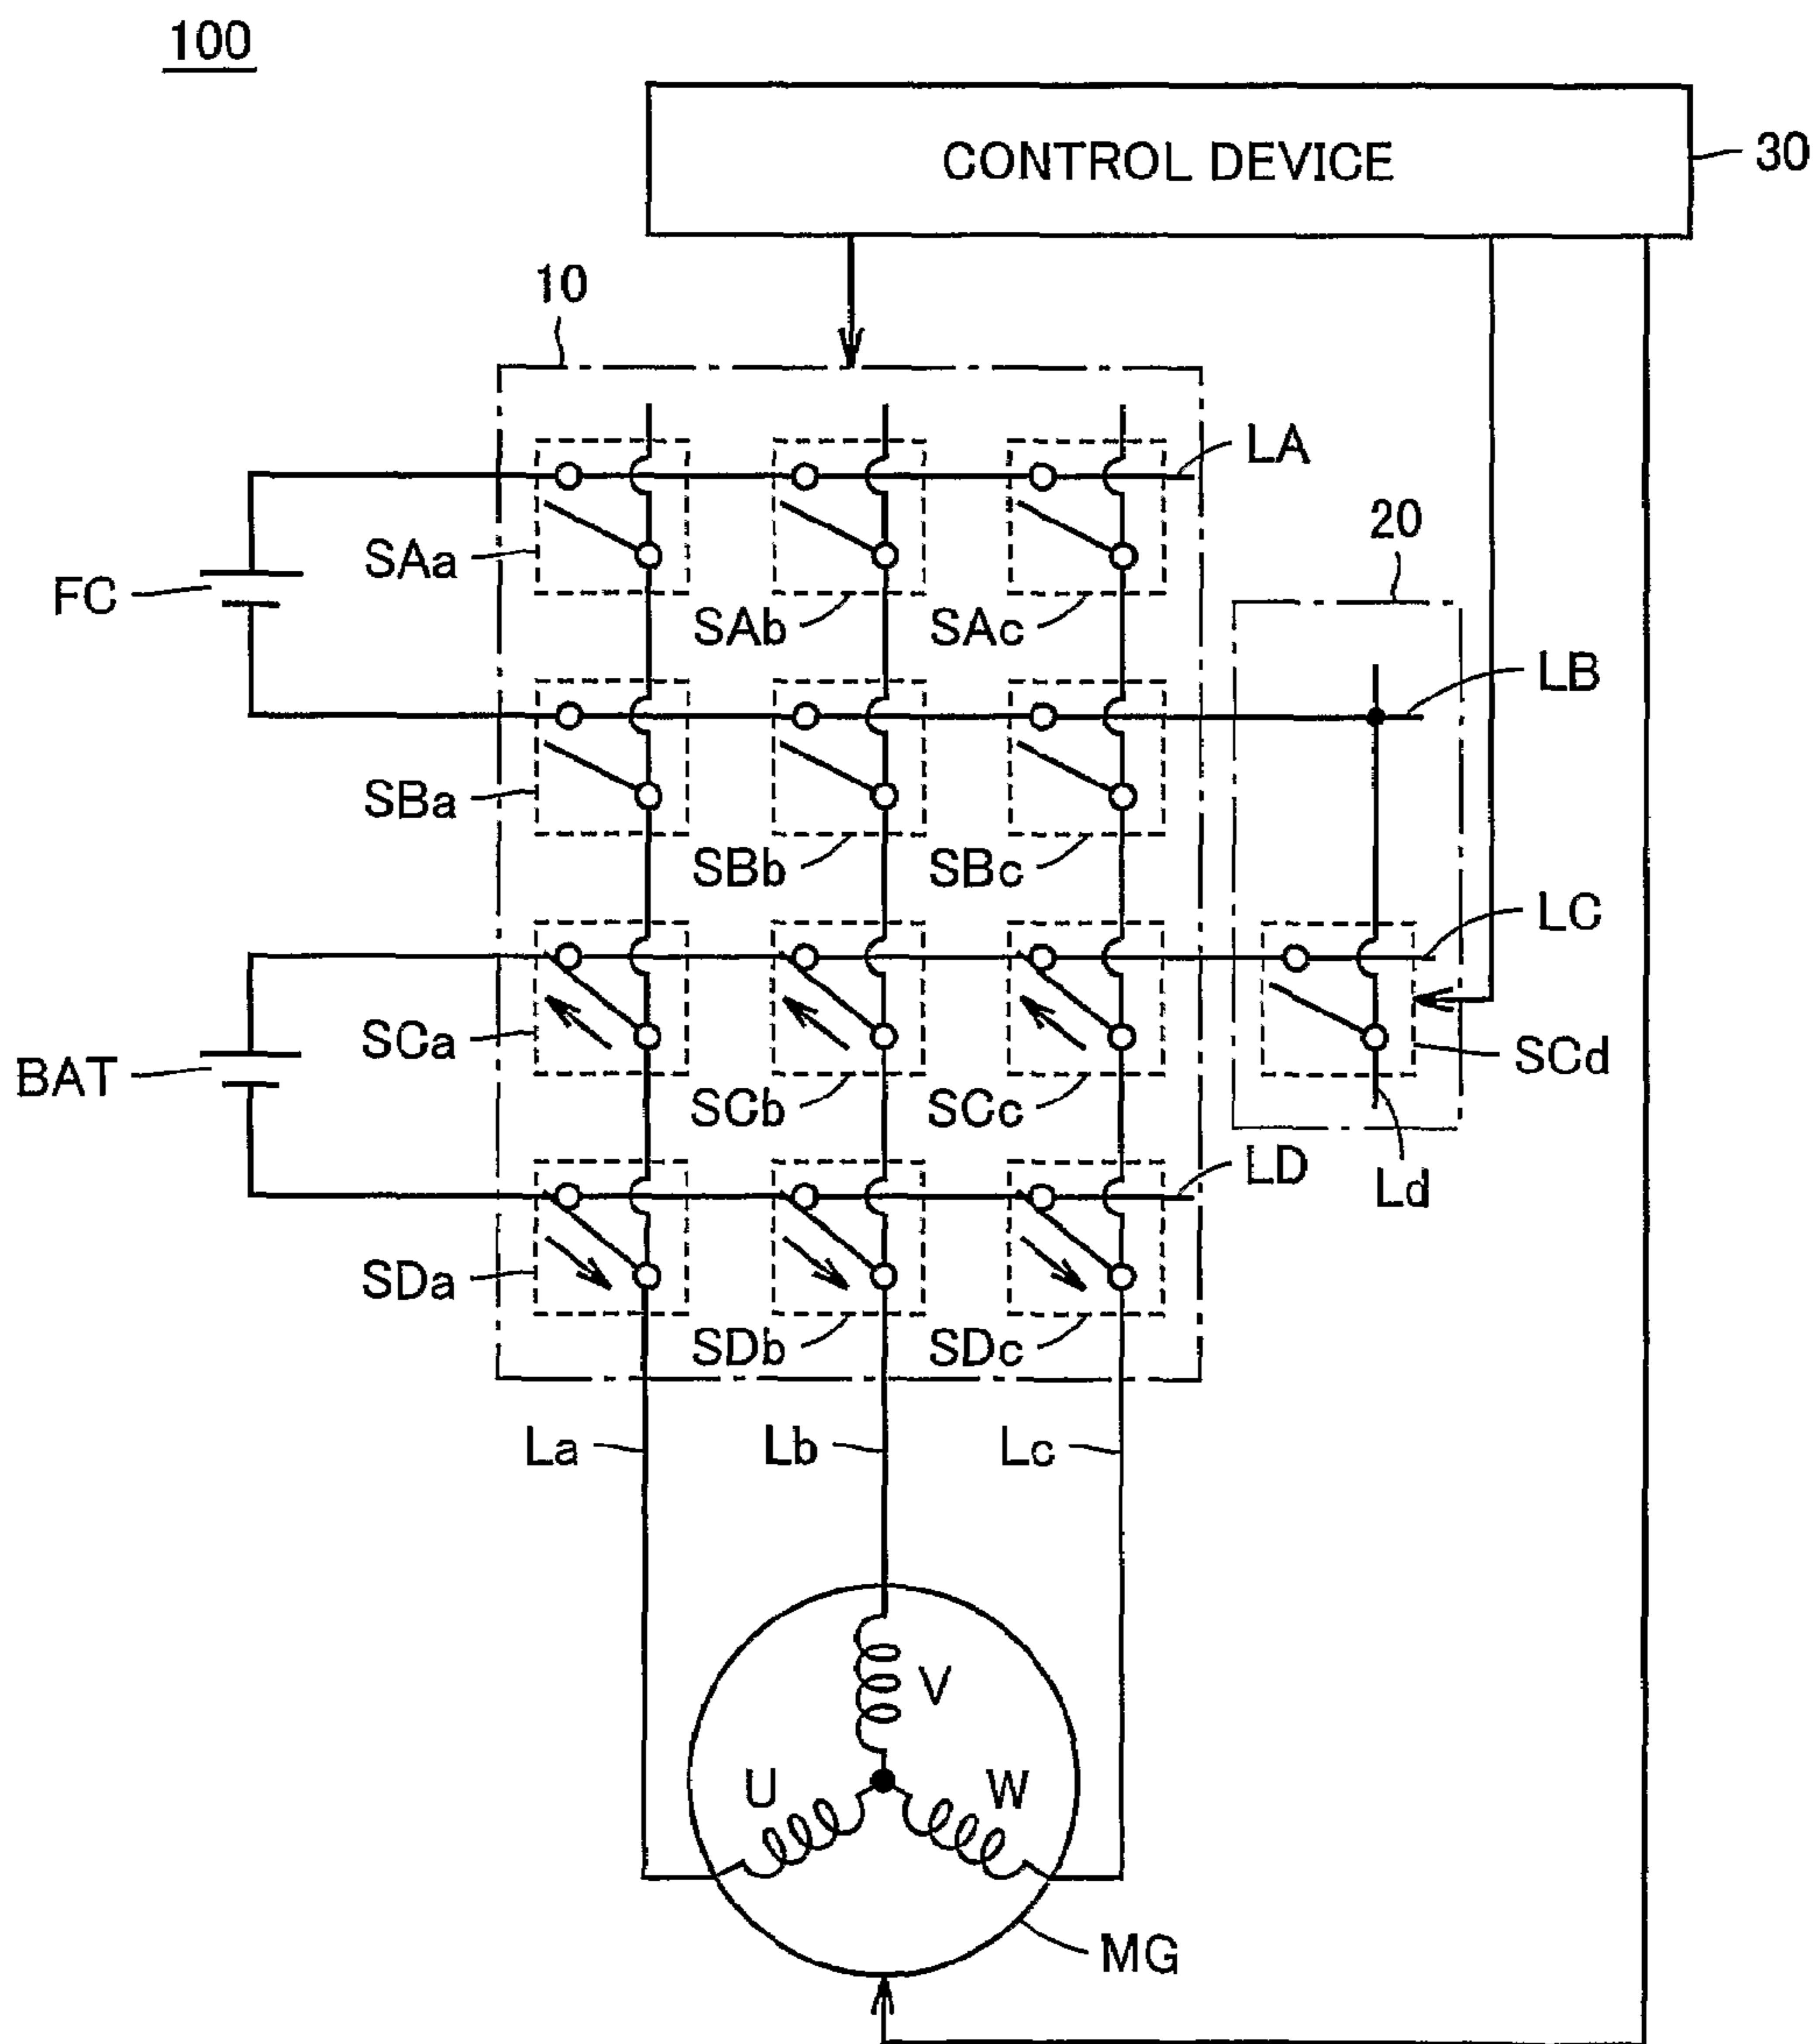 100
CONTROL DEVICE
30
10
LA
20
SAa
FC
SAb
SAc
LB
SBa
SBb
SBc
LC
SCa
SCd
BAT
SCb
SCc
LD
Ld
SDa
SDb
SDc
La
Lb
Lc
V
U
W
MG